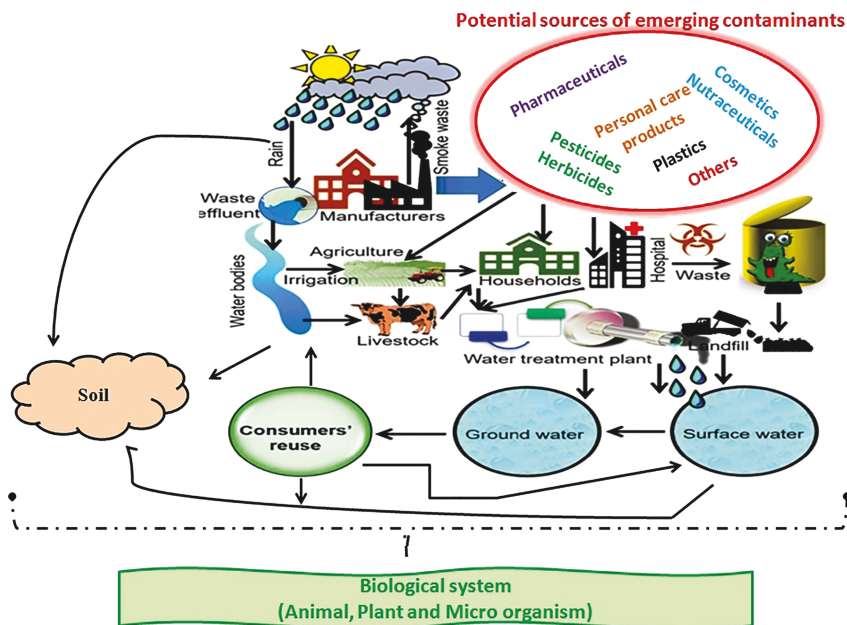 Potential sources of emerging contaminants
Pharmaceuticals
Cosmetics
Nutraceuticals
Personal care
products
Pesticides
Herbicides
Plastics
Others
Rain
Smoke waste
Waste
effluent
Manufacturers
Water bodies
Agriculture
Irrigation
Livestock
Households
Hospital
Waste
Water treatment plant
Landfill
Soil
Consumers'
reuse
Ground water
Surface water
Biological system
(Animal, Plant and Micro organism)